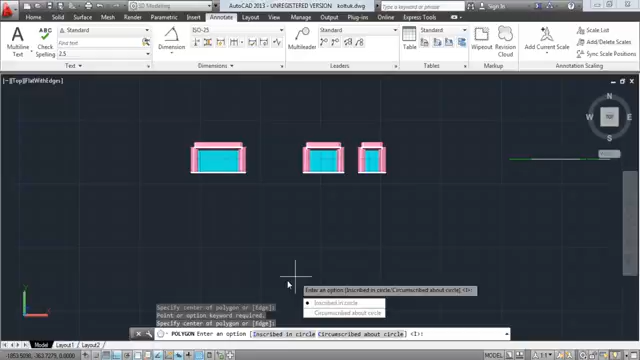 AutoCAD 2013 - UNREGISTERED VERSION kottuk.dwg
Type a keyword or phrase
Sign In
3D Modeling
Home Solid Surface Mesh Render Parametric Insert Annotate Layout View Manage Output Plug-ins Online Express Tools
Multiline Text
Check Spelling
Standard
Find text
2.5
Text
Dimension
ISO-25
Dimensions
Multileader
Standard
Leaders
Table
Standard
Tables
Wipeout Revision Cloud
Markup
Add Current Scale
Scale List
Add/Delete Scales
Sync Scale Positions
Annotation Scaling
[–][Top][FlatWithEdges]
N
W TOP E
S
Y
X
Enter an option [Inscribed in circle/Circumscribed about circle] <I>:
Inscribed in circle
Circumscribed about circle
Specify center of polygon or [Edge]:
Point or option keyword required.
Specify center of polygon or [Edge]:
POLYGON Enter an option [Inscribed in circle Circumscribed about circle] <I>:
Model Layout1 Layout2
MODEL